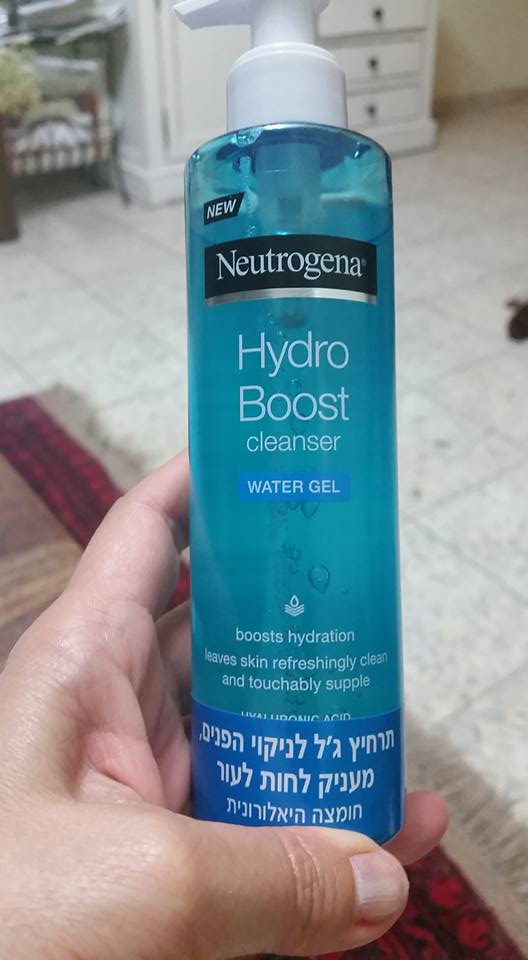 NEW
Neutrogena®
Hydro
Boost
cleanser
WATER GEL
boosts hydration
leaves skin refreshingly clean
and touchably supple
HYALURONIC ACID
תרחיץ ג'ל לניקוי הפנים,
מעניק לחות לעור
חומצה היאלורונית